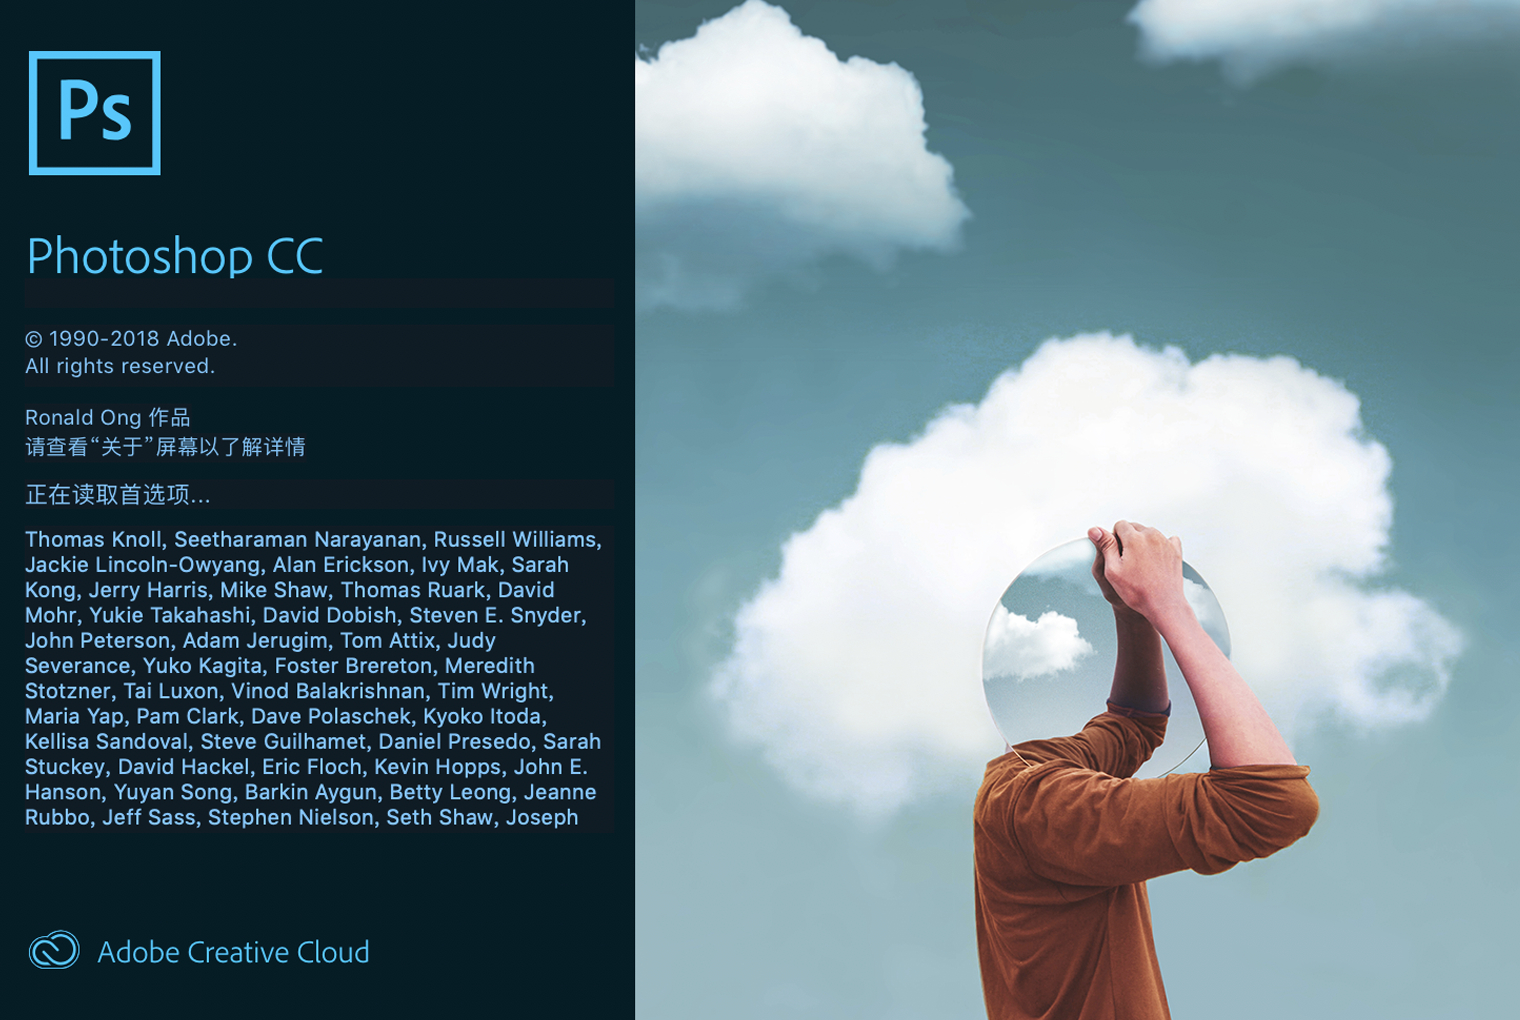 Ps
Photoshop CC
© 1990-2018 Adobe.
All rights reserved.
Ronald Ong 作品
请查看“关于”屏幕以了解详情
正在读取首选项...
Thomas Knoll, Seetharaman Narayanan, Russell Williams,
Jackie Lincoln-Owyang, Alan Erickson, Ivy Mak, Sarah
Kong, Jerry Harris, Mike Shaw, Thomas Ruark, David
Mohr, Yukie Takahashi, David Dobish, Steven E. Snyder,
John Peterson, Adam Jerugim, Tom Attix, Judy
Severance, Yuko Kagita, Foster Brereton, Meredith
Stotzner, Tai Luxon, Vinod Balakrishnan, Tim Wright,
Maria Yap, Pam Clark, Dave Polaschek, Kyoko Itoda,
Kellisa Sandoval, Steve Guilhamet, Daniel Presedo, Sarah
Stuckey, David Hackel, Eric Floch, Kevin Hopps, John E.
Hanson, Yuyan Song, Barkin Aygun, Betty Leong, Jeanne
Rubbo, Jeff Sass, Stephen Nielson, Seth Shaw, Joseph
Adobe Creative Cloud